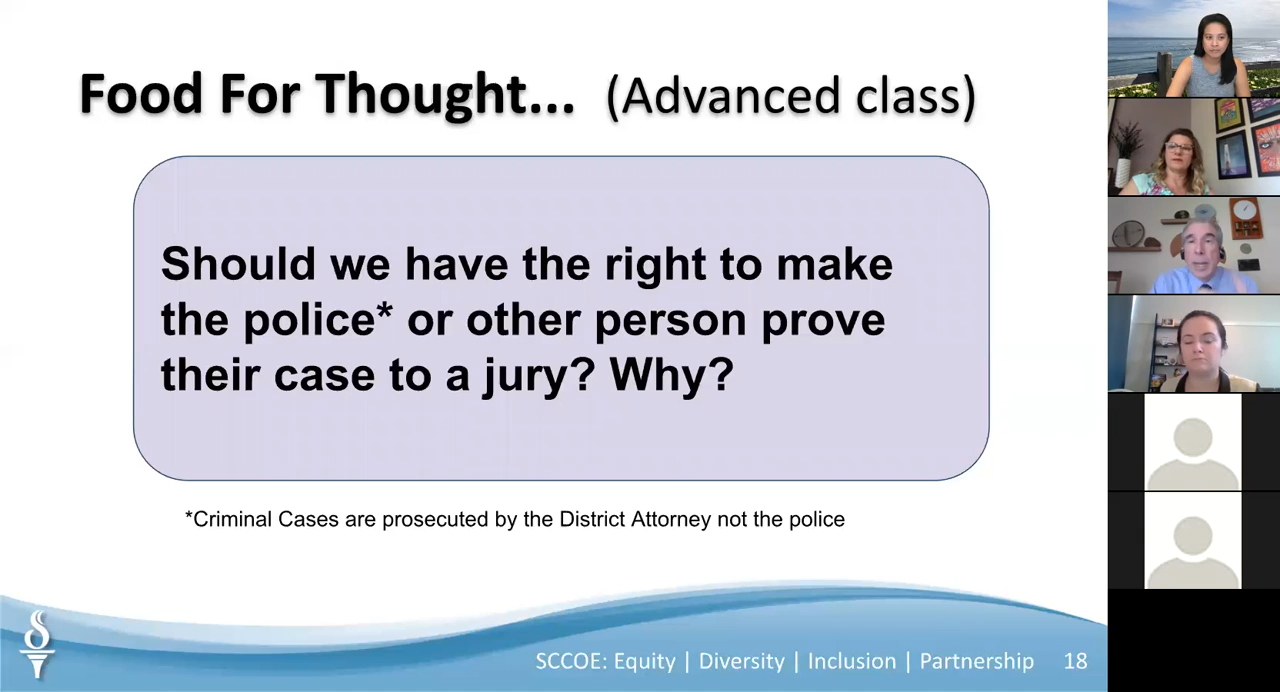 Food For Thought... (Advanced class)
Should we have the right to make
the police* or other person prove
their case to a jury? Why?
*Criminal Cases are prosecuted by the District Attorney not the police
SCCOE: Equity | Diversity | Inclusion | Partnership 18